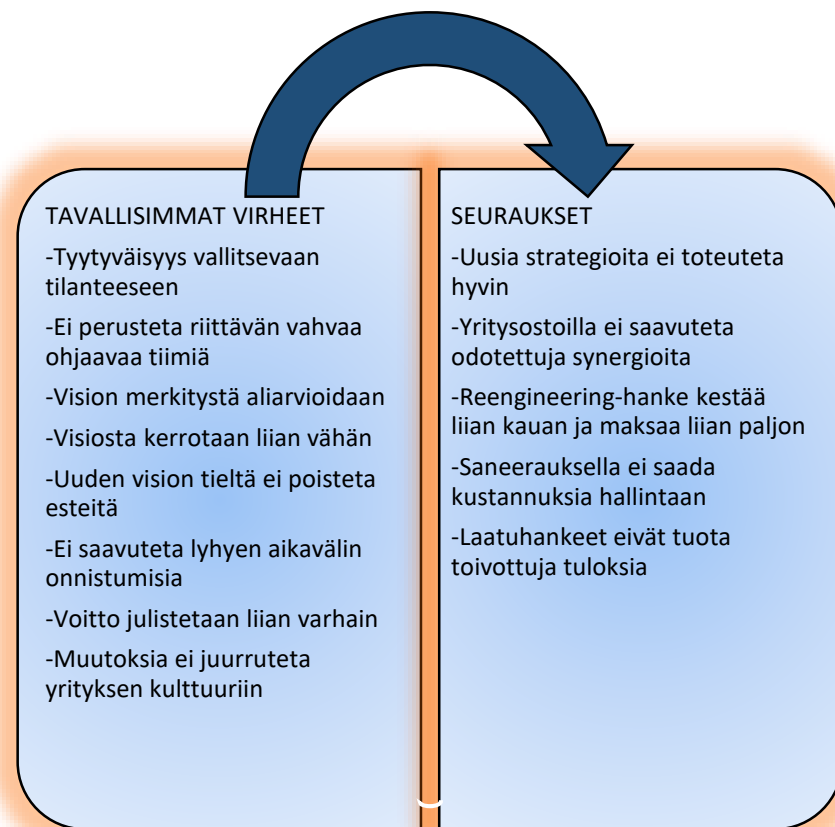 TAVALLISIMMAT VIRHEET
-Tyytyväisyys vallitsevaan
tilanteeseen
-Ei perusteta riittävän vahvaa
ohjaavaa tiimiä
-Vision merkitystä aliarvioidaan
-Visiosta kerrotaan liian vähän
-Uuden vision tieltä ei poisteta
esteitä
-Ei saavuteta lyhyen aikavälin
onnistumisia
-Voitto julistetaan liian varhain
-Muutoksia ei juurruteta
yrityksen kulttuuriin
SEURAUKSET
-Uusia strategioita ei toteuteta
hyvin
-Yritysostoilla ei saavuteta
odotettuja synergioita
-Reengineering-hanke kestää
liian kauan ja maksaa liian paljon
-Saneerauksella ei saada
kustannuksia hallintaan
-Laatuhankeet eivät tuota
toivottuja tuloksia